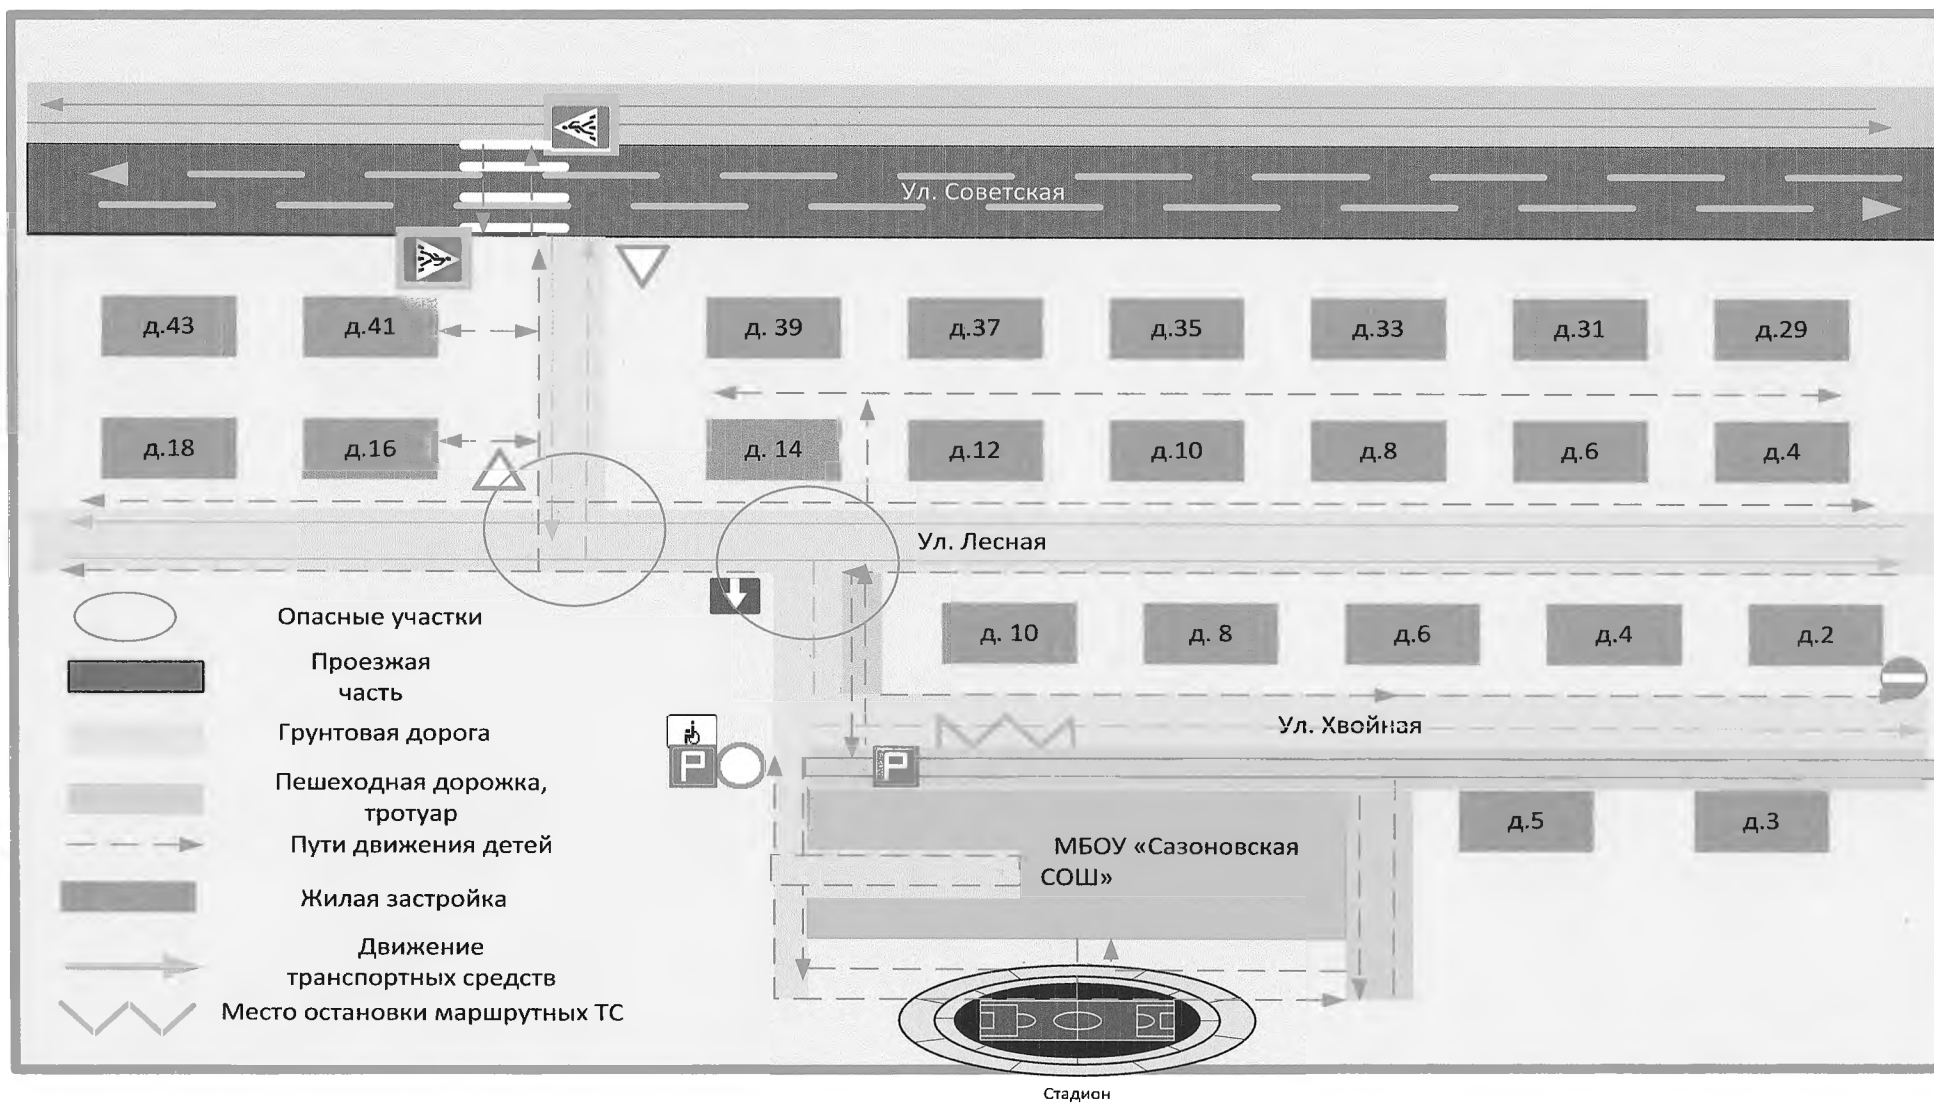 Ул. Советская
д.43
д.41
д. 39
д.37
д.35
д.33
д.31
д.29
д.18
д.16
д. 14
д.12
д.10
д.8
д.6
д.4
Ул. Лесная
д. 10
д. 8
д.6
д.4
д.2
Опасные участки
Проезжая
часть
Грунтовая дорога
Пешеходная дорожка,
тротуар
Пути движения детей
Жилая застройка
Движение
транспортных средств
Место остановки маршрутных ТС
Ул. Хвойная
P
P
д.5
д.3
МБОУ «Сазоновская
СОШ»
Стадион